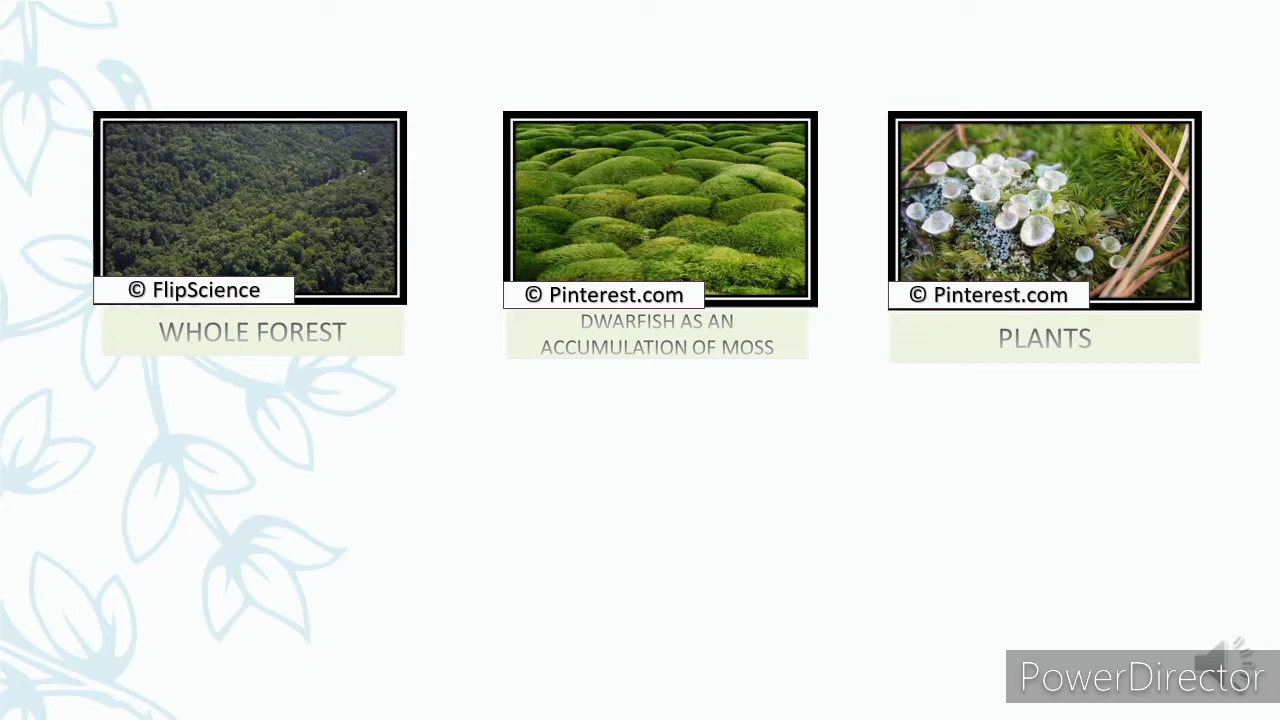 © FlipScience
WHOLE FOREST
© Pinterest.com
DWARFISH AS AN
ACCUMULATION OF MOSS
© Pinterest.com
PLANTS
PowerDirector